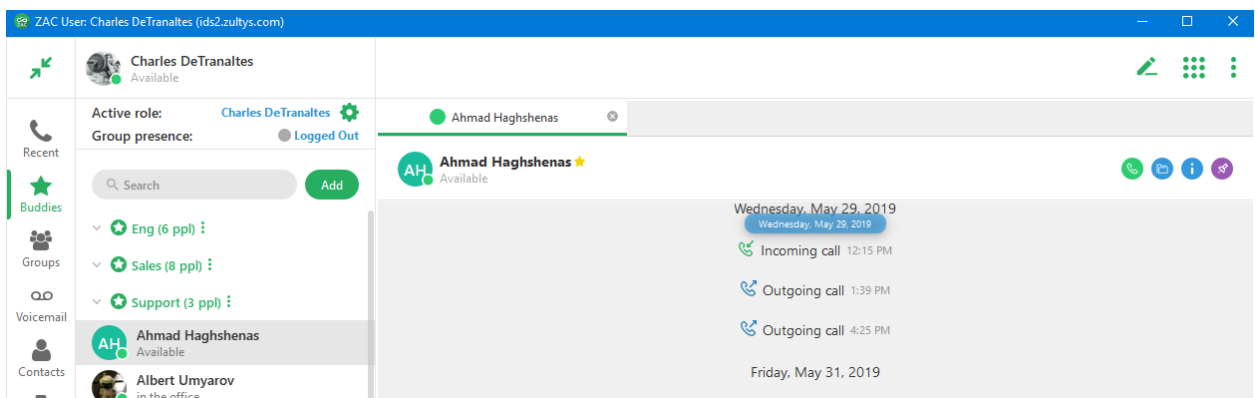 ZAC User: Charles DeTranaltes (ids2.zultys.com)
Charles DeTranaltes
Available
Active role: Charles DeTranaltes
Group presence: Logged Out
Recent
Buddies
Groups
Voicemail
Contacts
Search Add
Eng (6 ppl)
Sales (8 ppl)
Support (3 ppl)
AH Ahmad Haghshenas
Available
Albert Umyarov
in the office
Ahmad Haghshenas
AH Ahmad Haghshenas
Available
Wednesday, May 29, 2019
Wednesday, May 29, 2019
Incoming call 12:15 PM
Outgoing call 1:39 PM
Outgoing call 4:25 PM
Friday, May 31, 2019